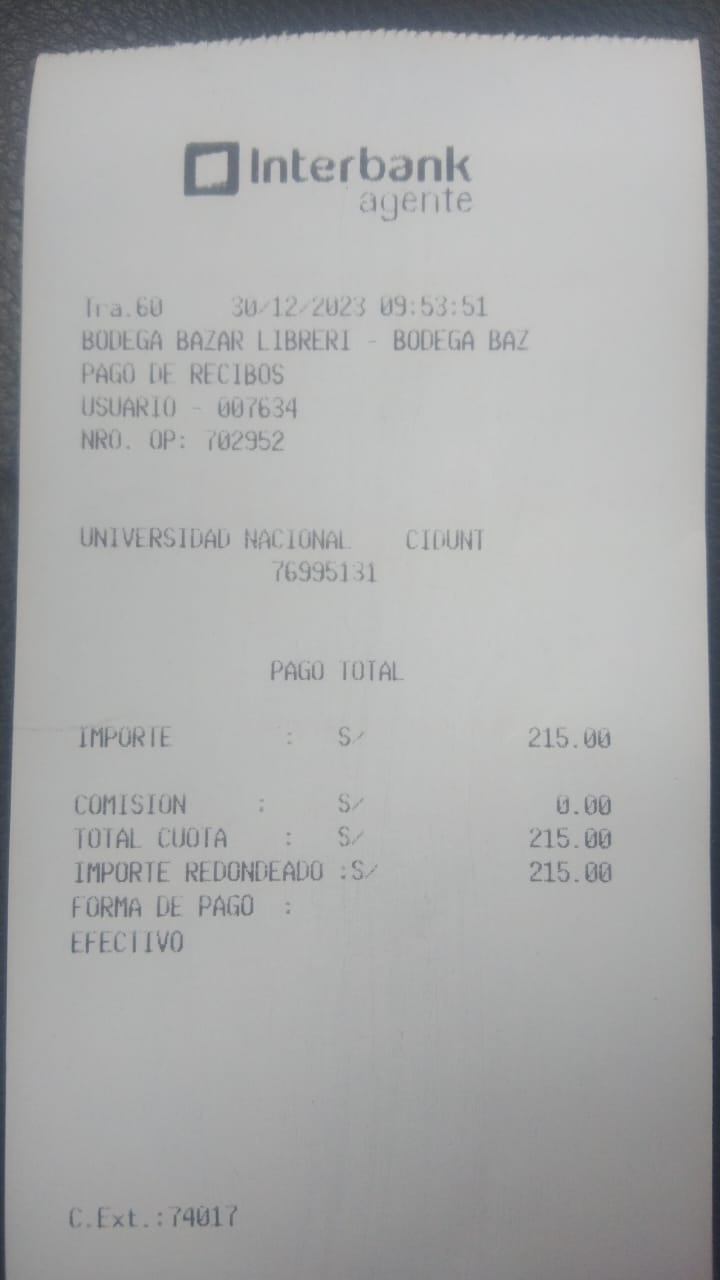 Interbank
agente
Tra.60 30/12/2023 09:53:51
BODEGA BAZAR LIBRERI - BODEGA BAZ
PAGO DE RECIBOS
USUARIO - 007634
NRO. OP: 702952
UNIVERSIDAD NACIONAL CIDUNT
76995131
PAGO TOTAL
IMPORTE : S/ 215.00
COMISION : S/ 0.00
TOTAL CUOTA : S/ 215.00
IMPORTE REDONDEADO :S/ 215.00
FORMA DE PAGO :
EFECTIVO
C.Ext.:74017